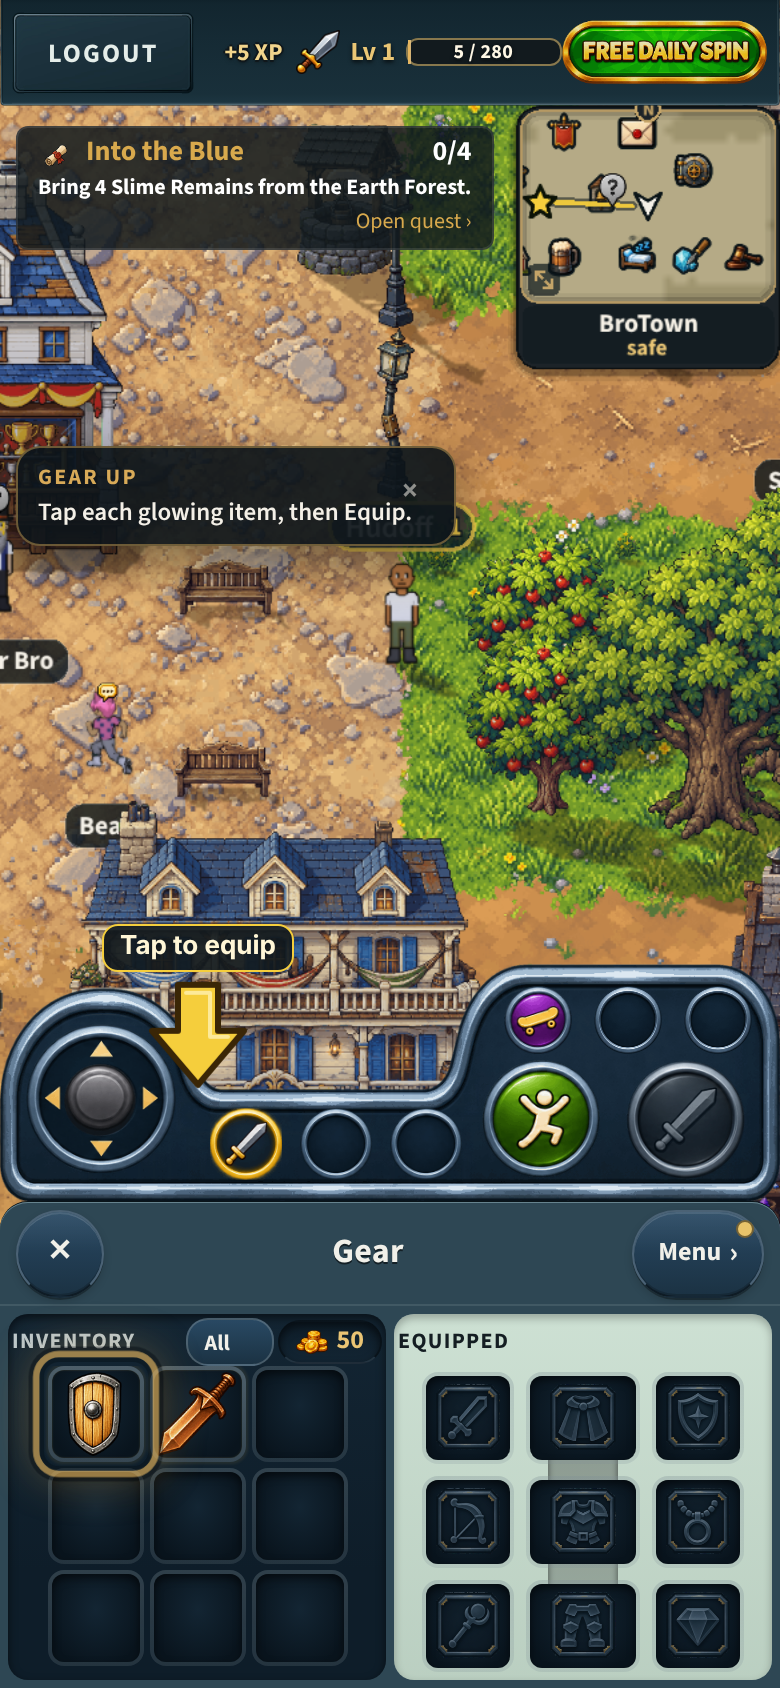 LOGOUT
+5 XP
Lv 1
5 / 280
FREE DAILY SPIN
Into the Blue
0/4
Bring 4 Slime Remains from the Earth Forest.
Open quest ›
N
?
BroTown
safe
GEAR UP
×
Tap each glowing item, then Equip.
r Bro
Bea
Tap to equip
×
Gear
Menu ›
INVENTORY
All
50
EQUIPPED